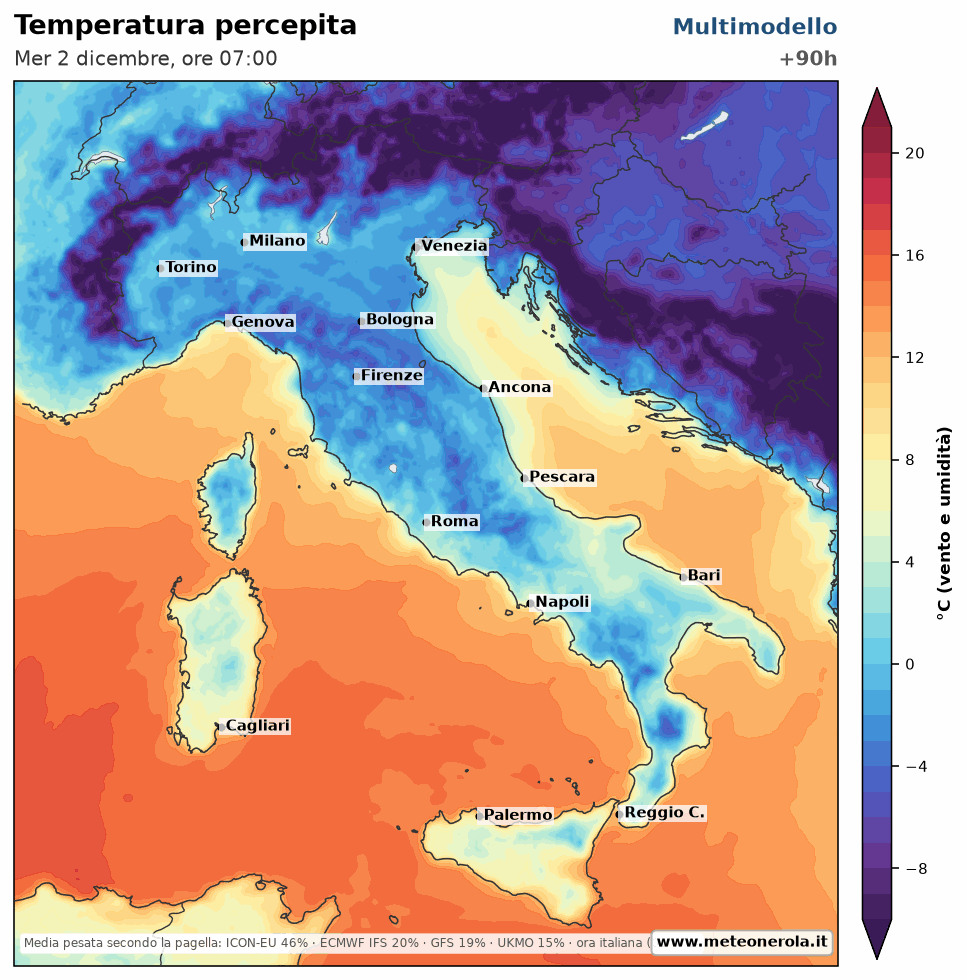 Temperatura percepita
Multimodello
Mer 2 dicembre, ore 07:00
+90h
Milano
Venezia
Torino
Genova
Bologna
Firenze
Ancona
Pescara
Roma
Bari
Napoli
Cagliari
Palermo
Reggio C.
20
16
12
8
4
0
−4
−8
°C (vento e umidità)
Media pesata secondo la pagella: ICON-EU 46% · ECMWF IFS 20% · GFS 19% · UKMO 15% · ora italiana (
www.meteonerola.it